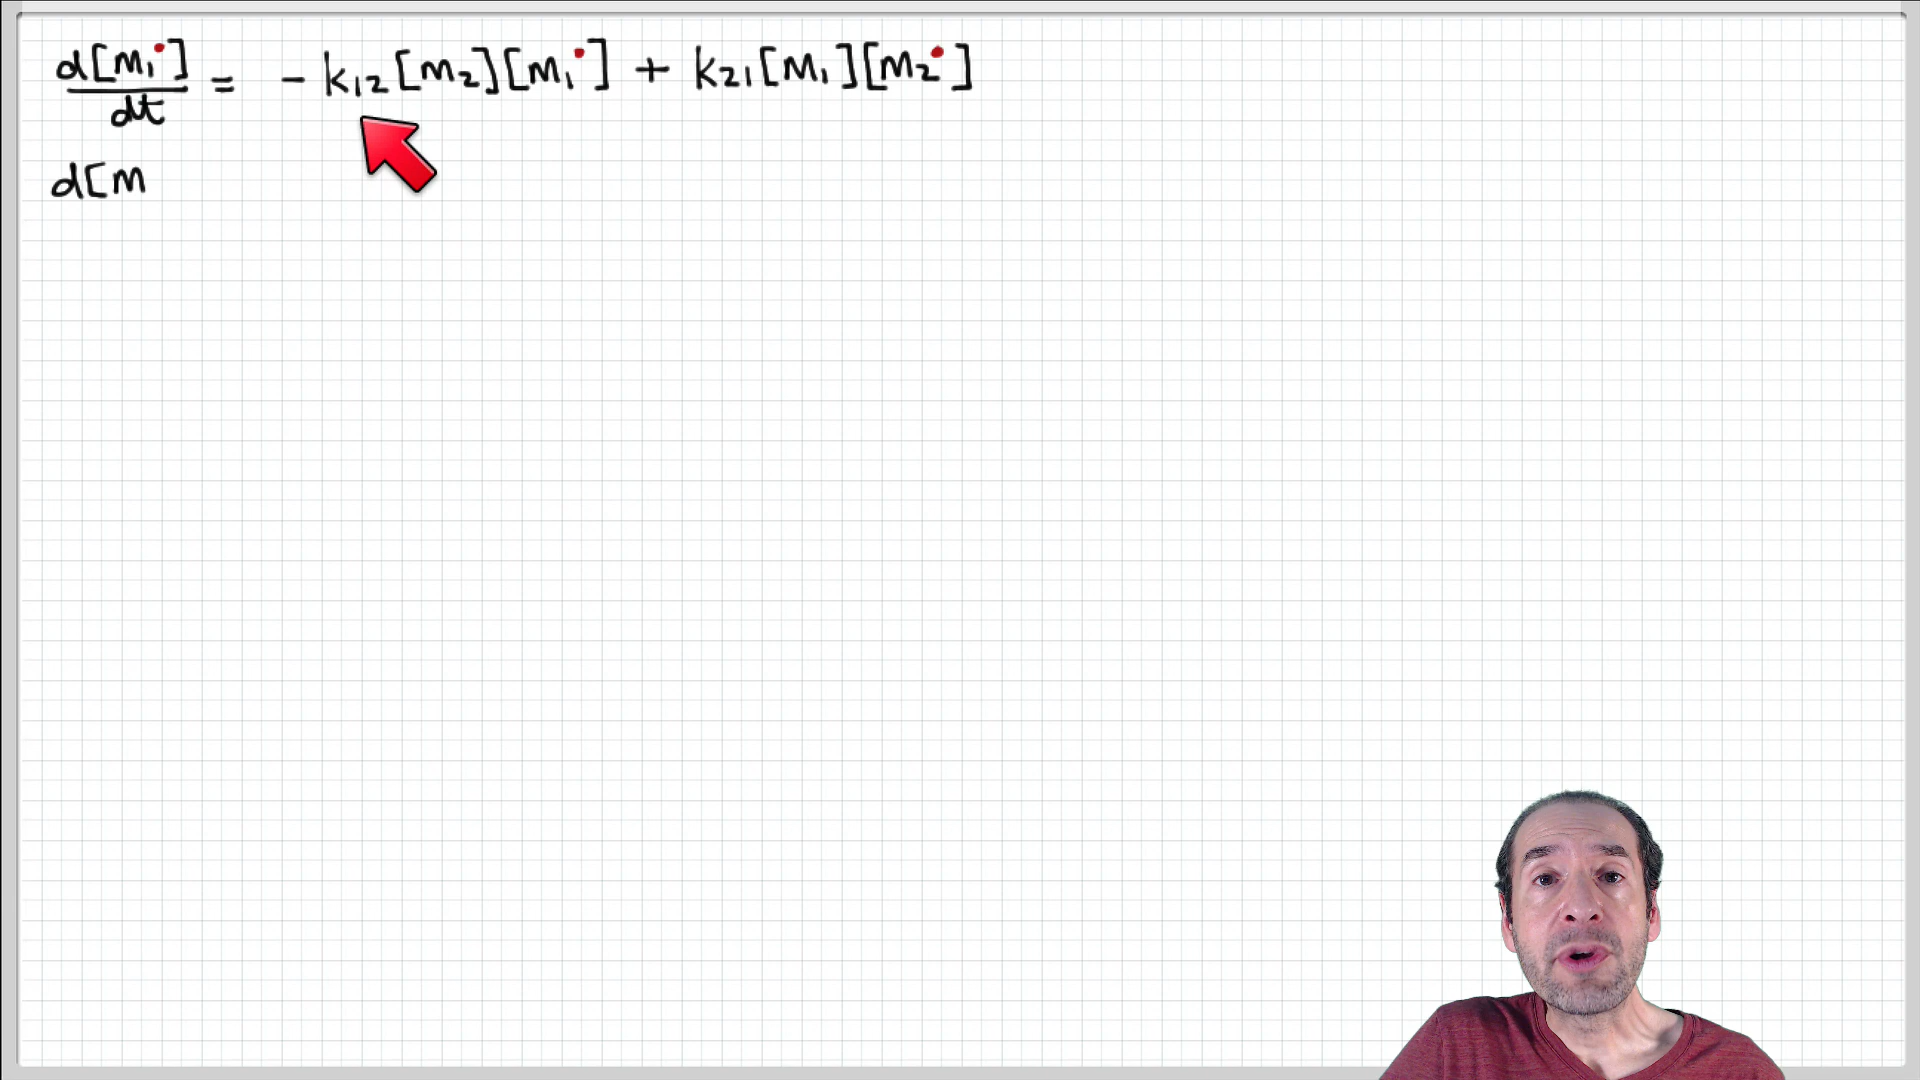 d[M₁•]/dt = - k₁₂[M₂][M₁•] + k₂₁[M₁][M₂•]
d[M